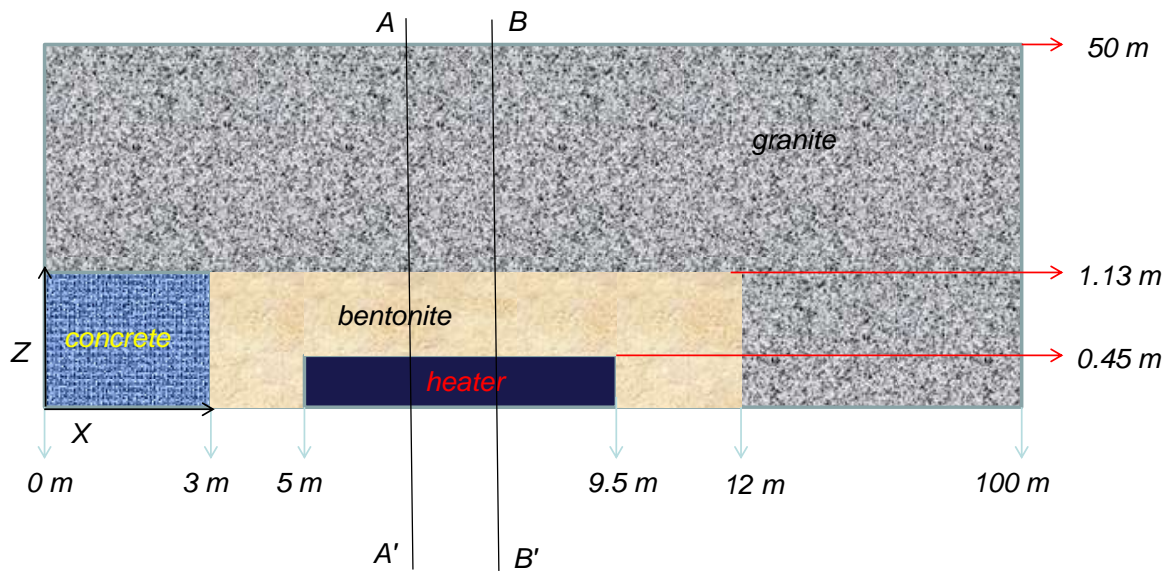 A
B
50 m
granite
1.13 m
bentonite
concrete
Z
0.45 m
heater
X
0 m
3 m
5 m
9.5 m
12 m
100 m
A'
B'